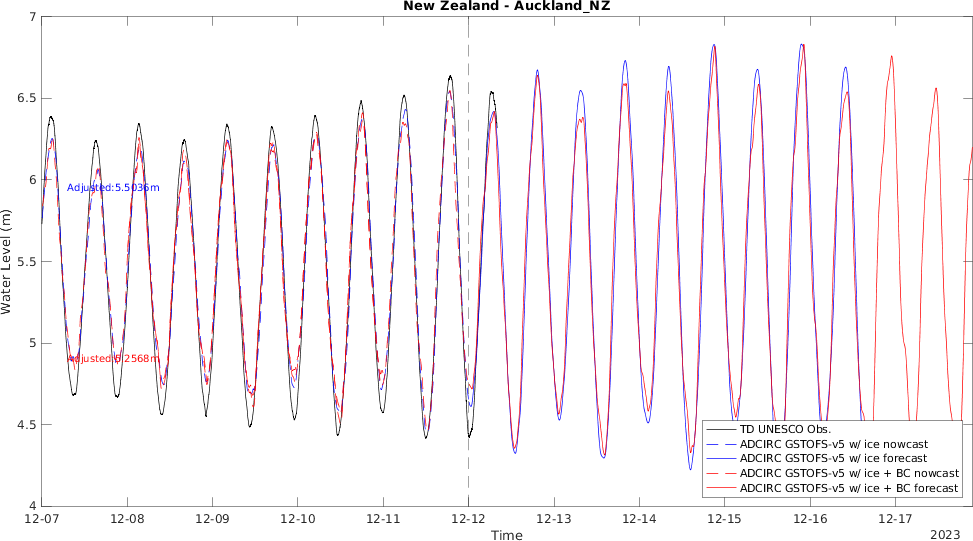 New Zealand - Auckland_NZ
7
6.5
6
5.5
5
4.5
4
Water Level (m)
Adjusted:5.5036m
Adjusted:5.2568m
TD UNESCO Obs.
ADCIRC GSTOFS-v5 w/ ice nowcast
ADCIRC GSTOFS-v5 w/ ice forecast
ADCIRC GSTOFS-v5 w/ ice + BC nowcast
ADCIRC GSTOFS-v5 w/ ice + BC forecast
12-07 12-08 12-09 12-10 12-11 12-12 12-13 12-14 12-15 12-16 12-17
Time
2023